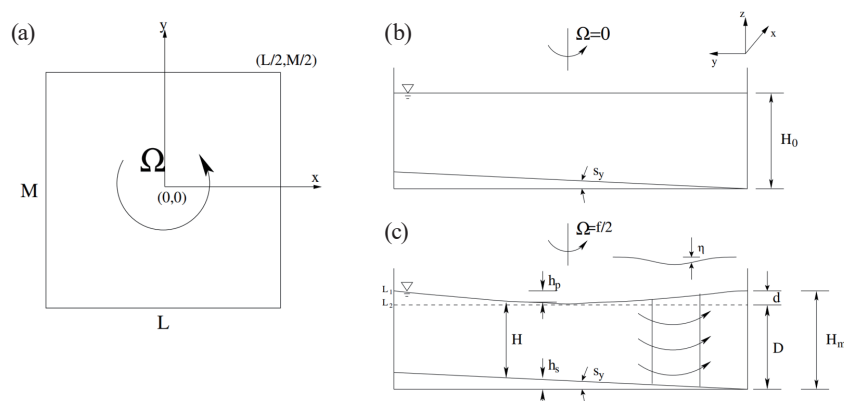 (a)
y
(L/2,M/2)
Ω
M
x
(0,0)
L
(b)
Ω=0
z
x
y
H0
sy
(c)
Ω=f/2
η
hp
L1
L2
d
H
D
Hm
hs
sy